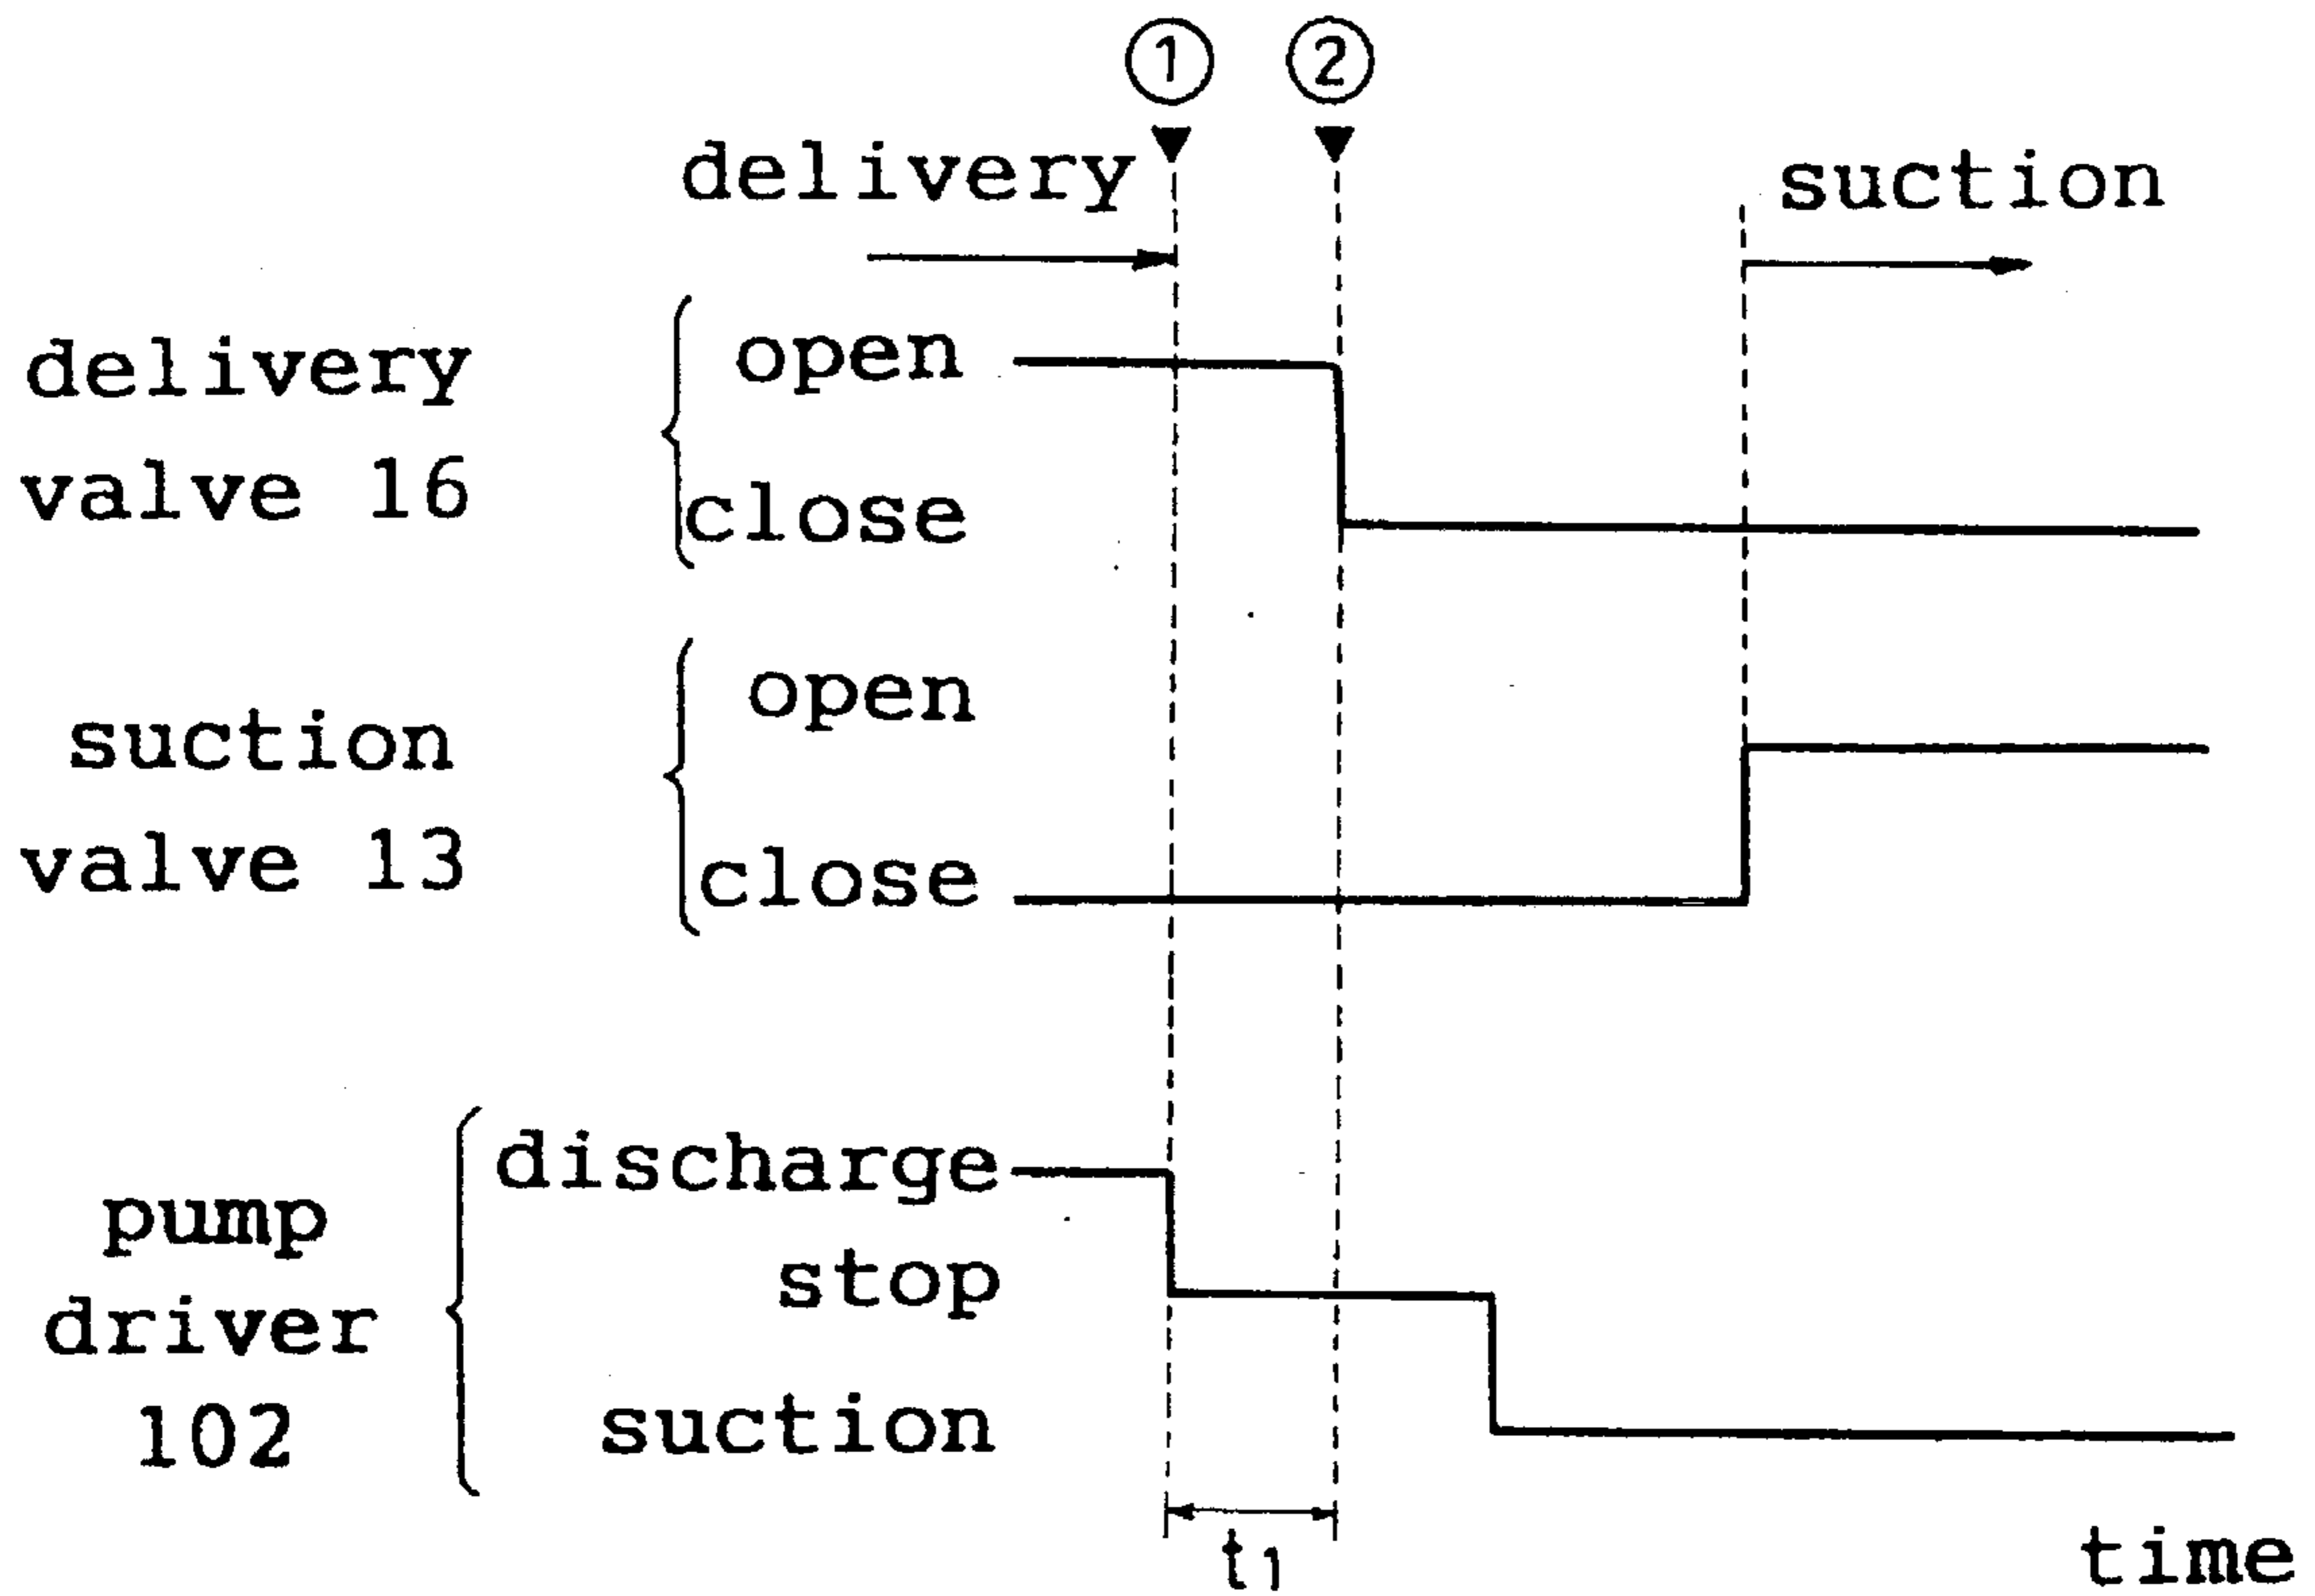 ① ②
delivery
suction
delivery
valve 16
open
close
suction
valve 13
open
close
pump
driver
102
discharge
stop
suction
t1
time